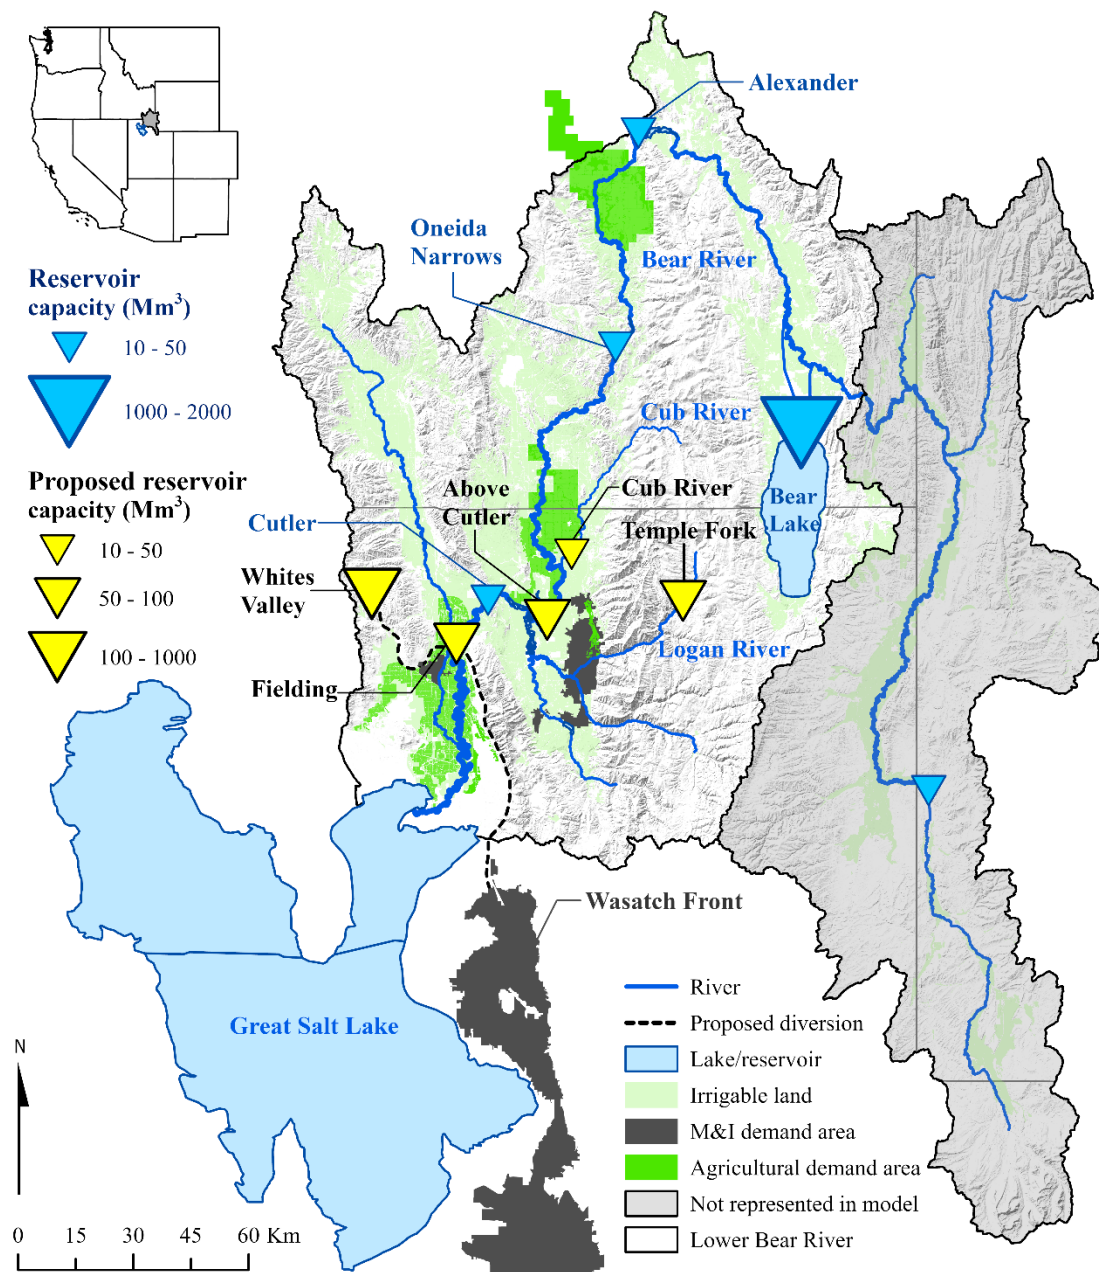 Alexander
Oneida
Narrows
Bear River
Reservoir
capacity (Mm³)
10 - 50
1000 - 2000
Cub River
Proposed reservoir
capacity (Mm³)
10 - 50
50 - 100
100 - 1000
Above
Cutler
Cub River
Bear
Lake
Cutler
Temple Fork
Whites
Valley
Logan River
Fielding
Wasatch Front
Great Salt Lake
River
Proposed diversion
Lake/reservoir
Irrigable land
M&I demand area
Agricultural demand area
Not represented in model
Lower Bear River
N
0 15 30 45 60 Km